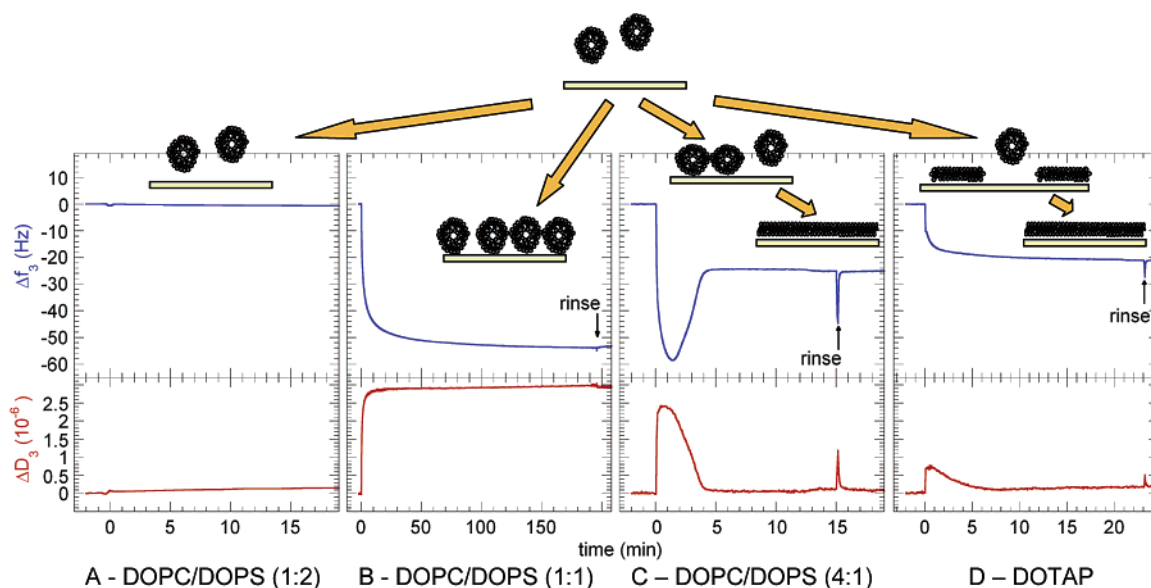 10
0
-10
-20
-30
-40
-50
-60
Δf3 (Hz)
rinse
rinse
rinse
2.5
2
1.5
1
0.5
0
ΔD3 (10-6)
0 5 10 15
0 50 100 150
0 5 10 15
0 5 10 15 20
time (min)
A - DOPC/DOPS (1:2)
B - DOPC/DOPS (1:1)
C – DOPC/DOPS (4:1)
D – DOTAP